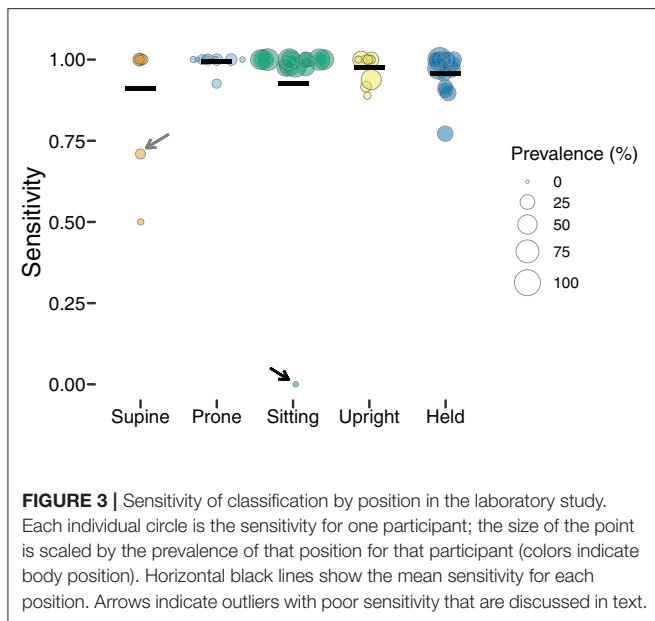 1.00
0.75
0.50
0.25
0.00
Sensitivity
Supine Prone Sitting Upright Held
Prevalence (%)
0
25
50
75
100
FIGURE 3 | Sensitivity of classification by position in the laboratory study.
Each individual circle is the sensitivity for one participant; the size of the point
is scaled by the prevalence of that position for that participant (colors indicate
body position). Horizontal black lines show the mean sensitivity for each
position. Arrows indicate outliers with poor sensitivity that are discussed in text.